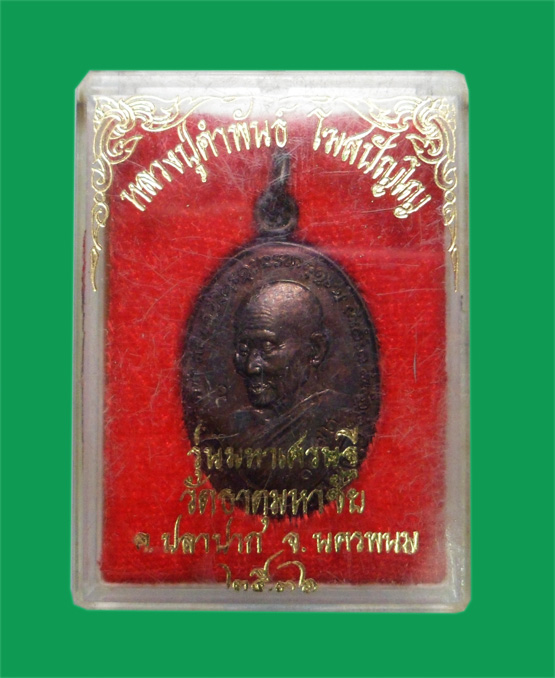 หลวงปู่คำพันธ์ โฆสปัญโญ
รุ่นมหาเศรษฐี
วัดธาตุมหาชัย
อ.ปลาปาก จ.นครพนม
๒๕๓๖